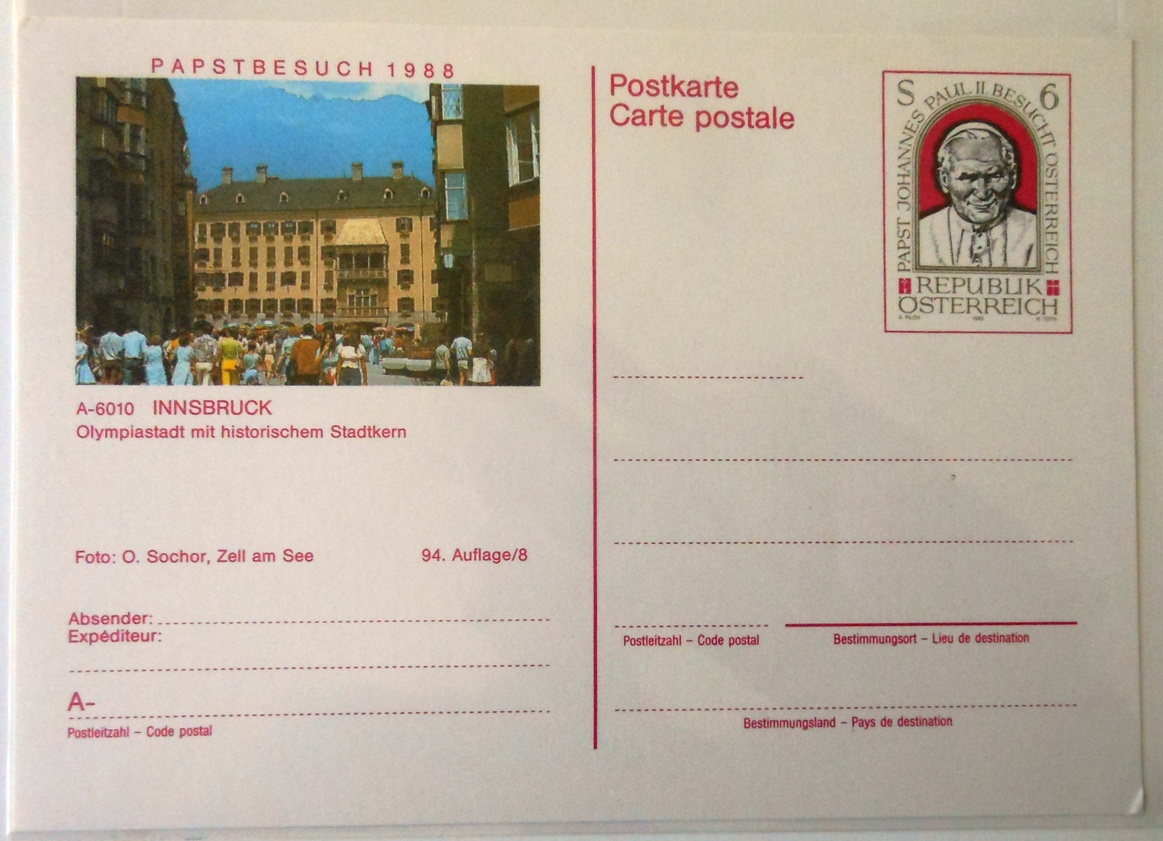 PAPSTBESUCH 1988
A-6010 INNSBRUCK
Olympiastadt mit historischem Stadtkern
Foto: O. Sochor, Zell am See 94. Auflage/8
Absender:
Expéditeur:
A-
Postleitzahl – Code postal
Postkarte
Carte postale
S 6
PAPST JOHANNES PAUL II. BESUCHT ÖSTERREICH
REPUBLIK
ÖSTERREICH
Postleitzahl – Code postal
Bestimmungsort – Lieu de destination
Bestimmungsland – Pays de destination